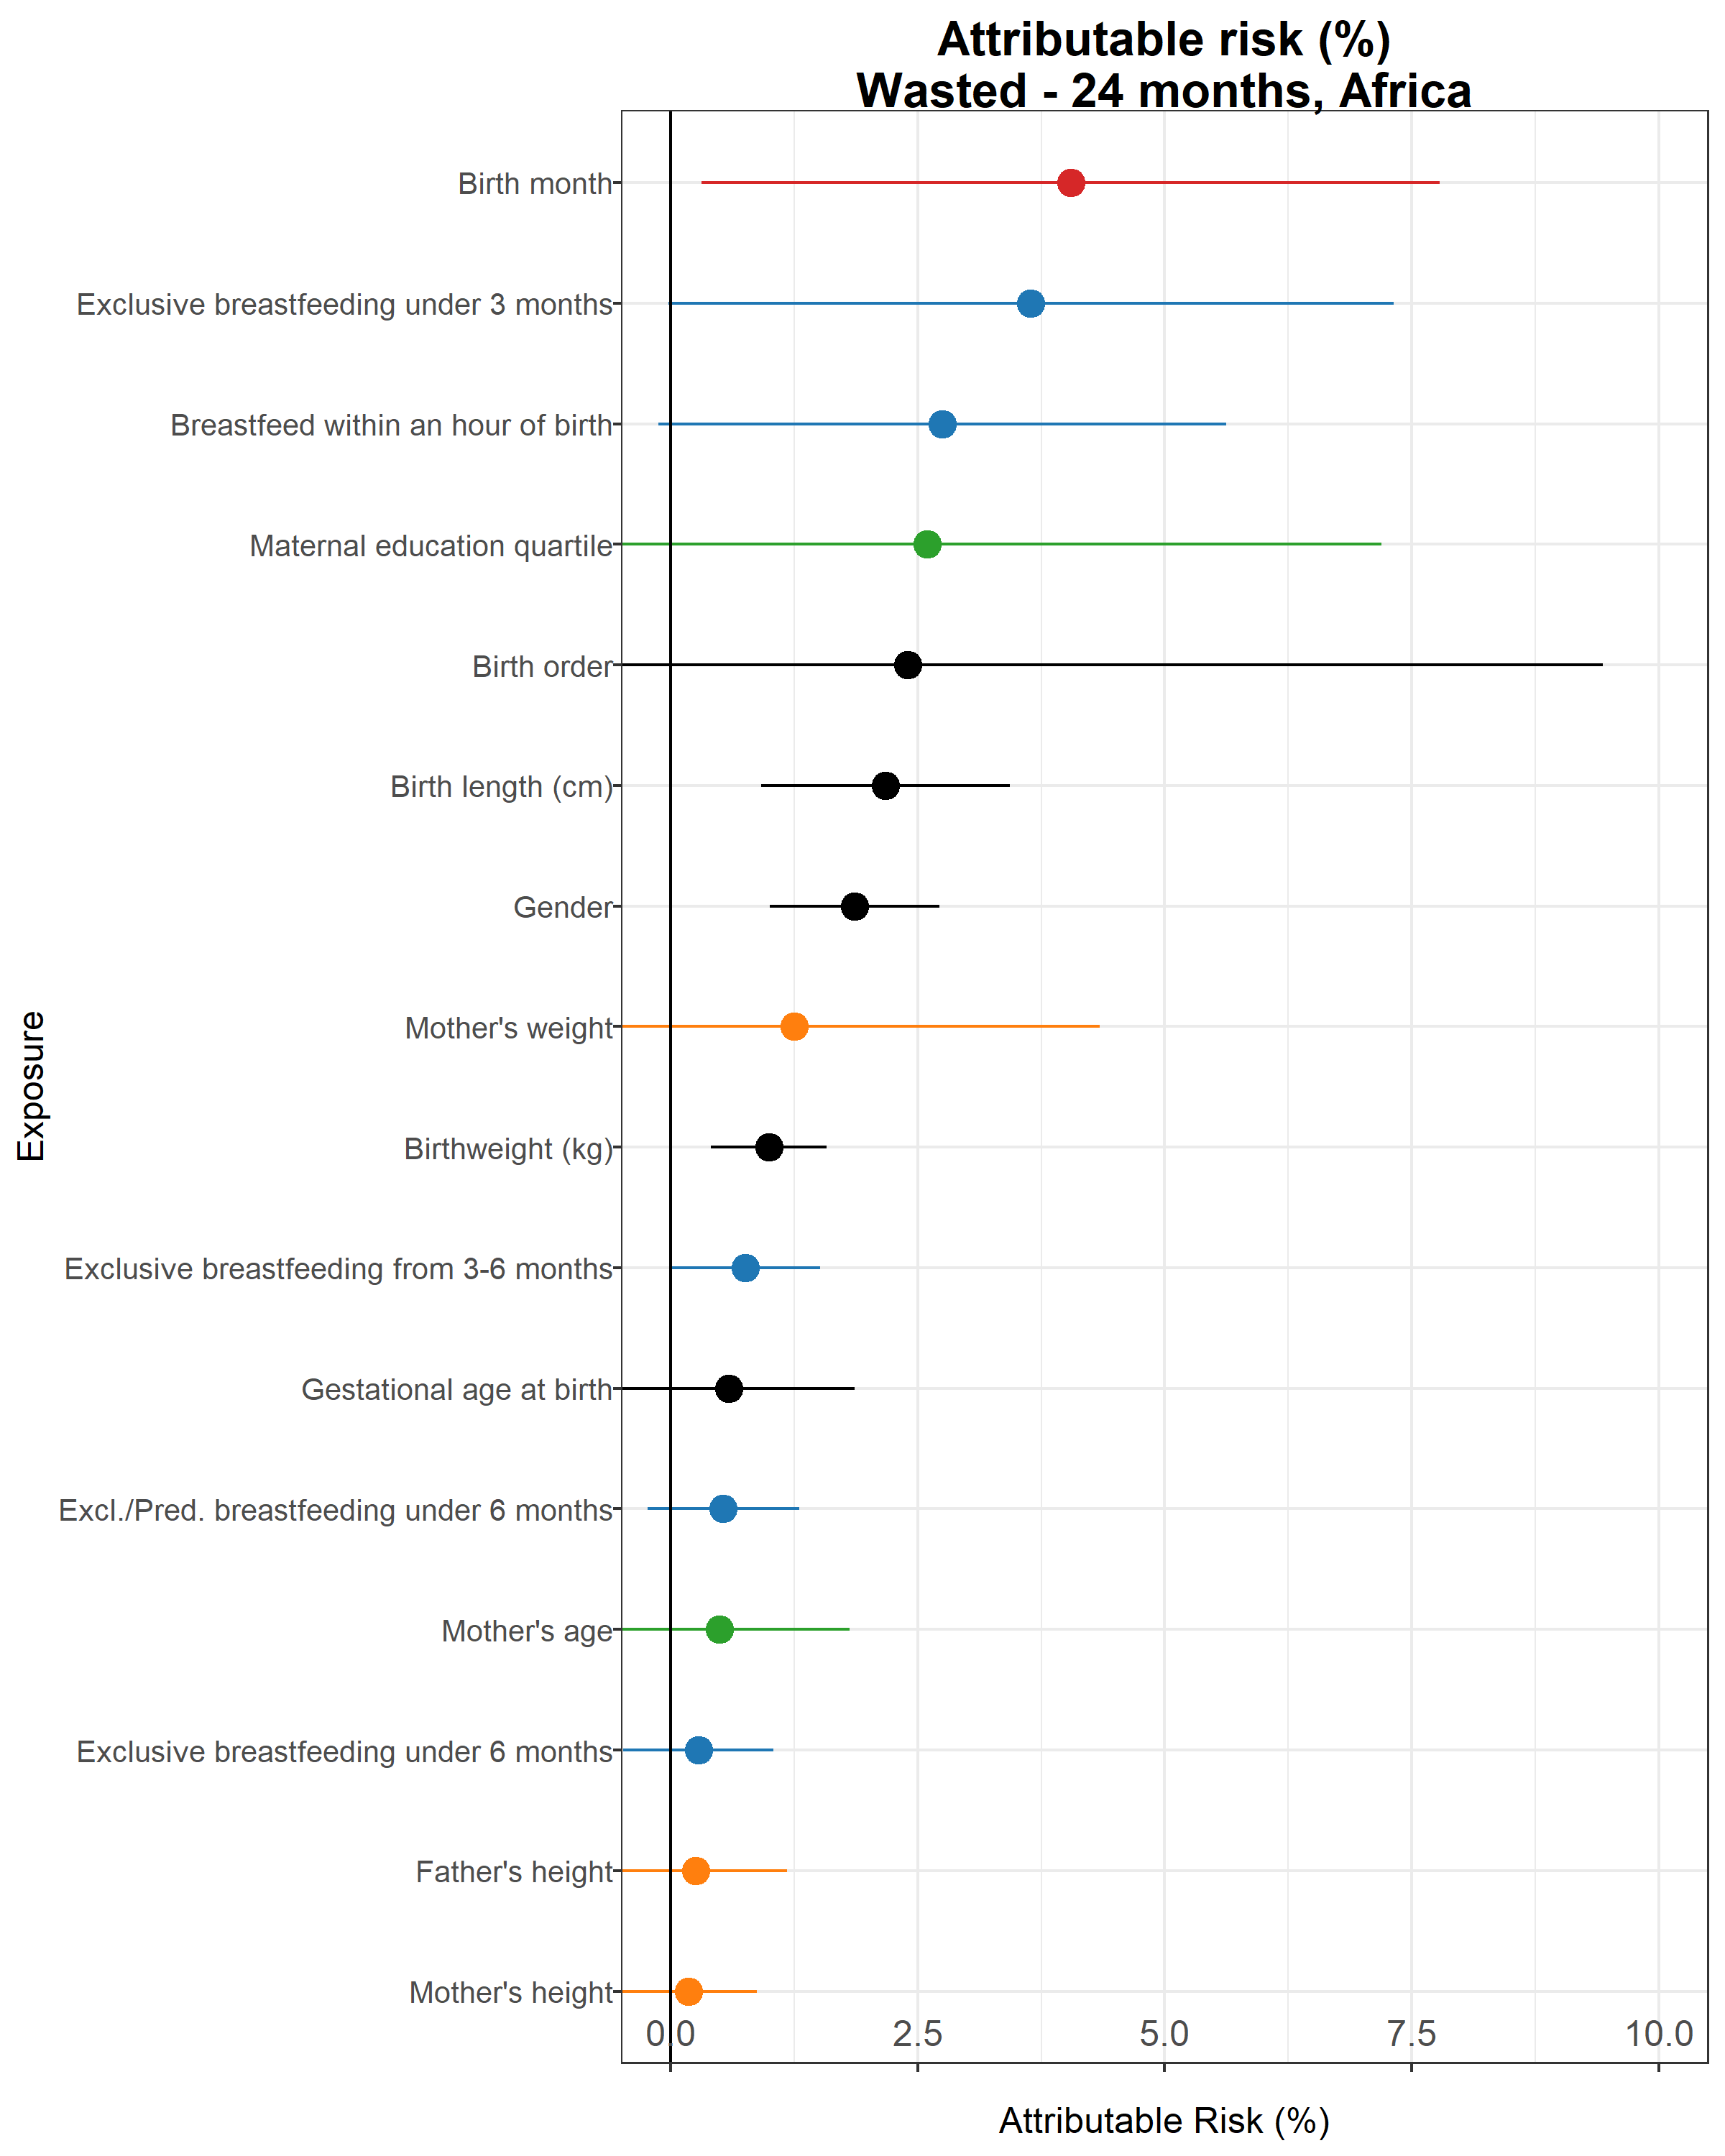 Attributable risk (%)
Wasted - 24 months, Africa
Birth month
Exclusive breastfeeding under 3 months
Breastfeed within an hour of birth
Maternal education quartile
Birth order
Birth length (cm)
Gender
Mother's weight
Birthweight (kg)
Exclusive breastfeeding from 3-6 months
Gestational age at birth
Excl./Pred. breastfeeding under 6 months
Mother's age
Exclusive breastfeeding under 6 months
Father's height
Mother's height
Exposure
0.0 2.5 5.0 7.5 10.0
Attributable Risk (%)